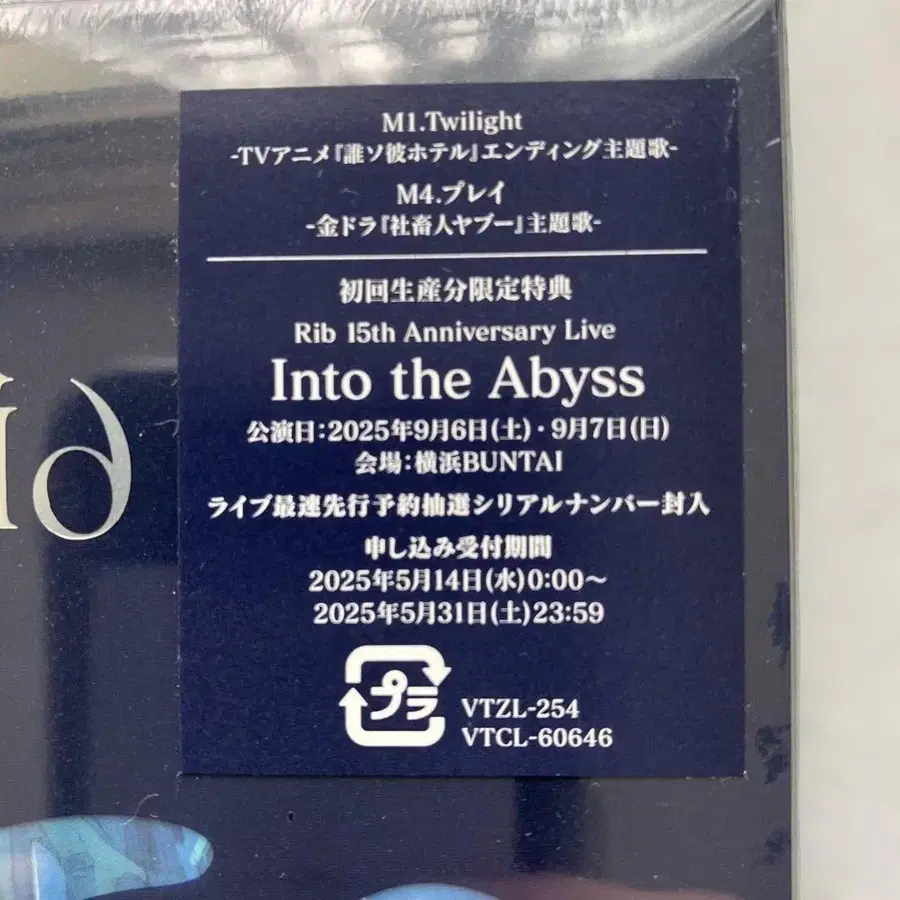 M1.Twilight
-TVアニメ『誰ソ彼ホテル』エンディング主題歌-
M4.プレイ
-金ドラ『社畜人ヤブー』主題歌-
初回生産分限定特典
Rib 15th Anniversary Live
Into the Abyss
公演日:2025年9月6日(土)・9月7日(日)
会場:横浜BUNTAI
ライブ最速先行予約抽選シリアルナンバー封入
申し込み受付期間
2025年5月14日(水)0:00〜
2025年5月31日(土)23:59
プラ
VTZL-254
VTCL-60646